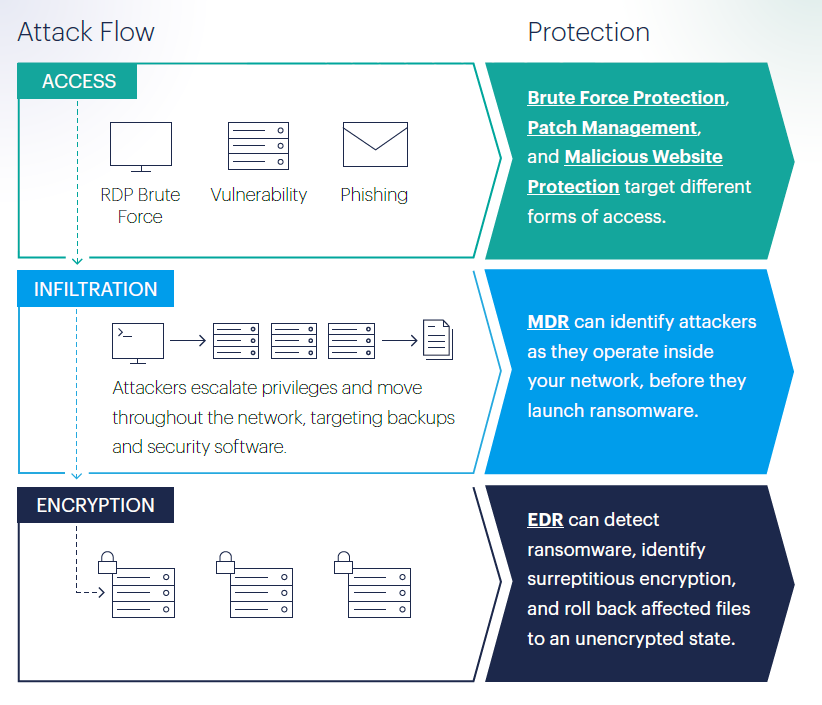 Attack Flow
Protection
ACCESS
RDP Brute
Force
Vulnerability
Phishing
Brute Force Protection,
Patch Management,
and Malicious Website
Protection target different
forms of access.
INFILTRATION
>_
Attackers escalate privileges and move
throughout the network, targeting backups
and security software.
MDR can identify attackers
as they operate inside
your network, before they
launch ransomware.
ENCRYPTION
EDR can detect
ransomware, identify
surreptitious encryption,
and roll back affected files
to an unencrypted state.